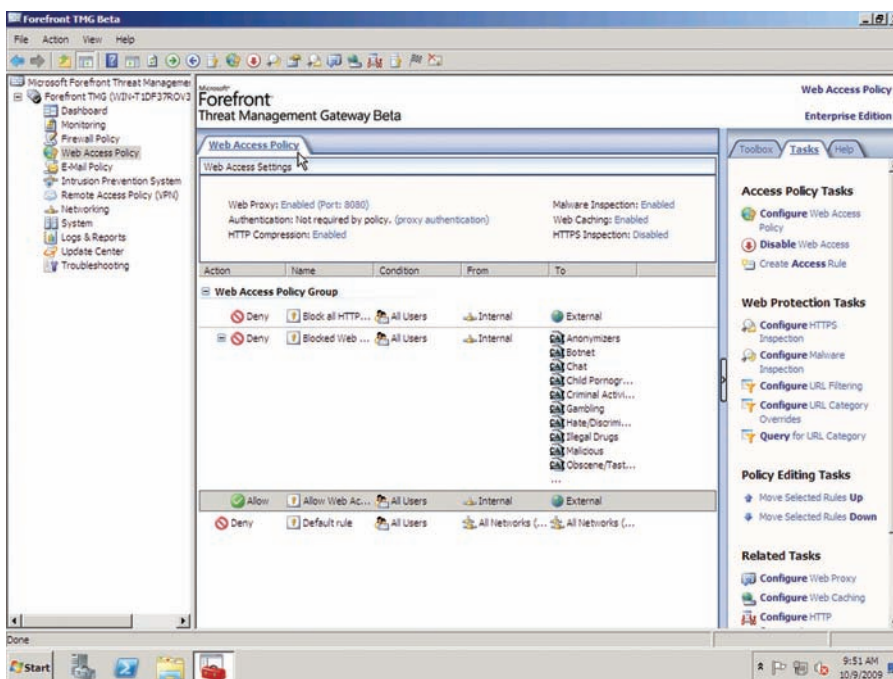 Forefront TMG Beta
File Action View Help
Microsoft Forefront Threat Manageme
Forefront TMG (WIN-T1DF37ROV3
Dashboard
Monitoring
Firewall Policy
Web Access Policy
E-Mail Policy
Intrusion Prevention System
Remote Access Policy (VPN)
Networking
System
Logs & Reports
Update Center
Troubleshooting
Microsoft
Forefront
Threat Management Gateway Beta
Web Access Policy
Enterprise Edition
Web Access Policy
Web Access Settings
Web Proxy: Enabled (Port: 8080)
Authentication: Not required by policy. (proxy authentication)
HTTP Compression: Enabled
Malware Inspection: Enabled
Web Caching: Enabled
HTTPS Inspection: Disabled
Action Name Condition From To
Web Access Policy Group
Deny Block all HTTP... All Users Internal External
Deny Blocked Web ... All Users Internal Anonymizers
Botnet
Chat
Child Pornogr...
Criminal Activi...
Gambling
Hate/Discrimi...
Illegal Drugs
Malicious
Obscene/Tast...
...
Allow Allow Web Ac... All Users Internal External
Deny Default rule All Users All Networks (... All Networks (...
Toolbox Tasks Help
Access Policy Tasks
Configure Web Access
Policy
Disable Web Access
Create Access Rule
Web Protection Tasks
Configure HTTPS
Inspection
Configure Malware
Inspection
Configure URL Filtering
Configure URL Category
Overrides
Query for URL Category
Policy Editing Tasks
Move Selected Rules Up
Move Selected Rules Down
Related Tasks
Configure Web Proxy
Configure Web Caching
Configure HTTP
Done
Start
9:51 AM
10/9/2009